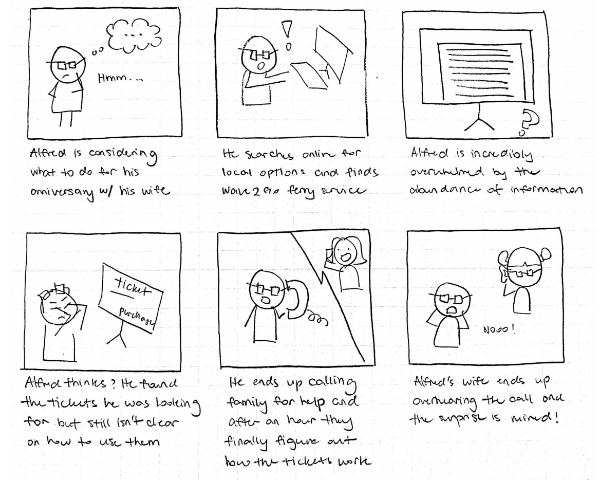 Hmm...
Alfred is considering
what to do for his
anniversary w/ his wife
!
He searches online for
local options and finds
Wave2Go ferry service
?
Alfred is incredibly
overwhelmed by the
abundance of information
ticket
purchase
Alfred thinks? He found
the tickets he was looking
for but still isn't clear
on how to use them
He ends up calling
family for help and
after an hour they
finally figure out
how the tickets work
Nooo!
Alfred's wife ends up
overhearing the call and
the surprise is ruined!